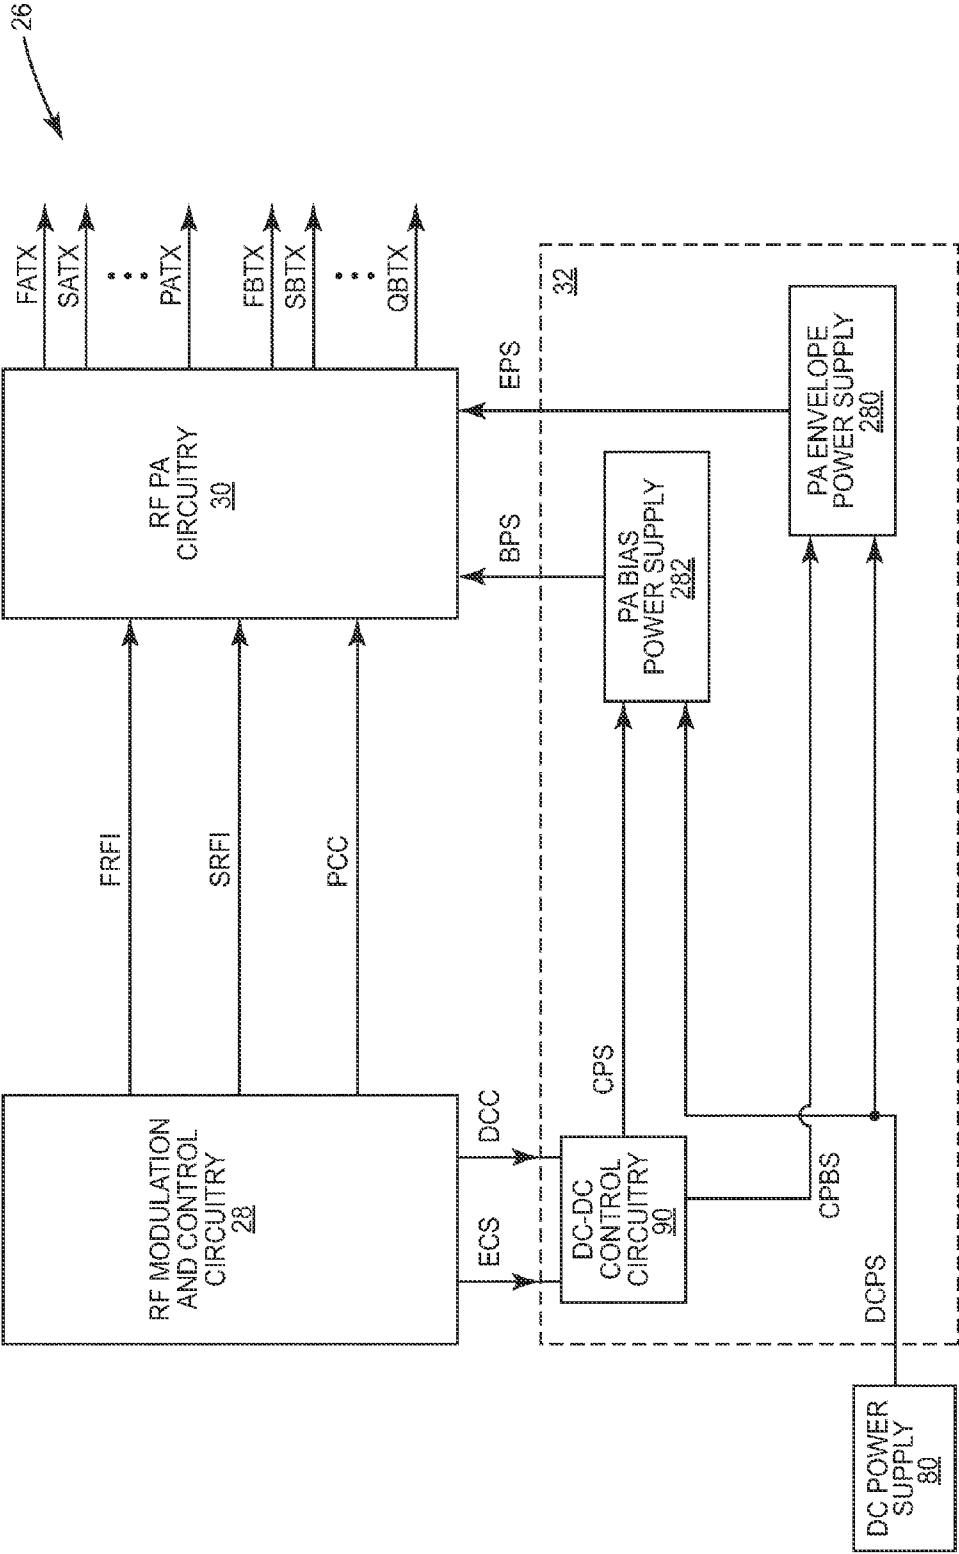 26
FATX
SATX
PATX
FBTX
SBTX
QBTX
RF PA
CIRCUITRY
30
FRFI
SRFI
PCC
RF MODULATION
AND CONTROL
CIRCUITRY
28
EPS
BPS
ECS
DCC
32
DC-DC
CONTROL
CIRCUITRY
90
CPS
CPBS
PA BIAS
POWER SUPPLY
282
PA ENVELOPE
POWER SUPPLY
280
DCPS
DC POWER
SUPPLY
80